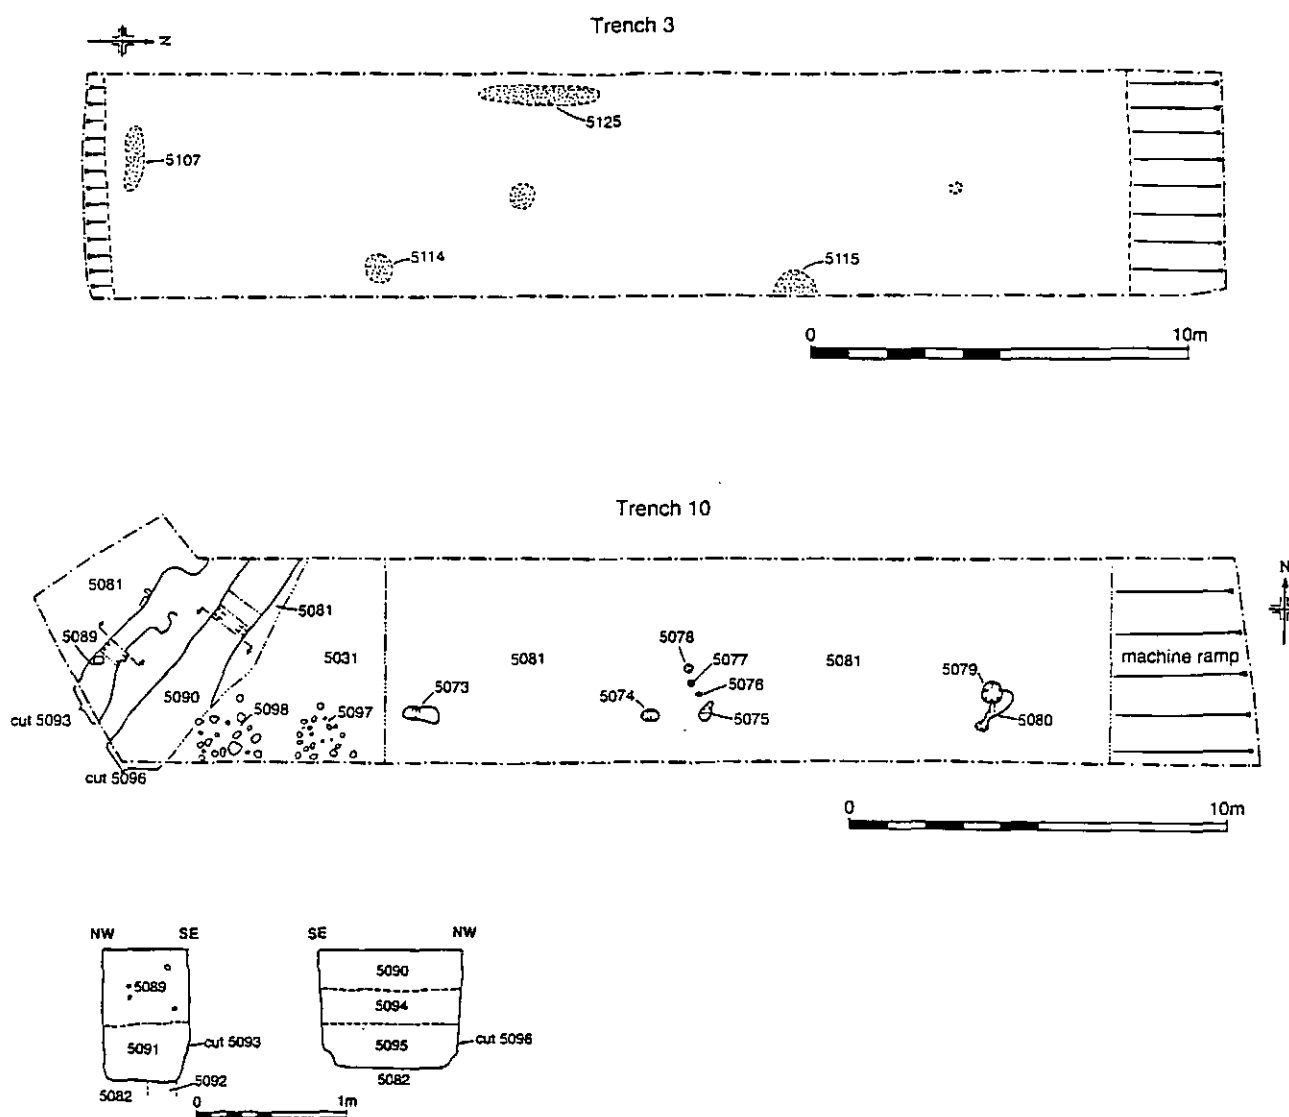 Trench 3
N
5125
5107
5114
5115
0 10m
Trench 10
N
5081
5081
5089
5078
5031
5081
5077
5081
5079
machine ramp
5076
5073
5074
5090
5075
5080
cut 5093
5098
5097
cut 5096
0 10m
NW SE SE NW
5090
5089
5094
cut 5093
5095
cut 5096
5091
5082
5092
5082
0 1m